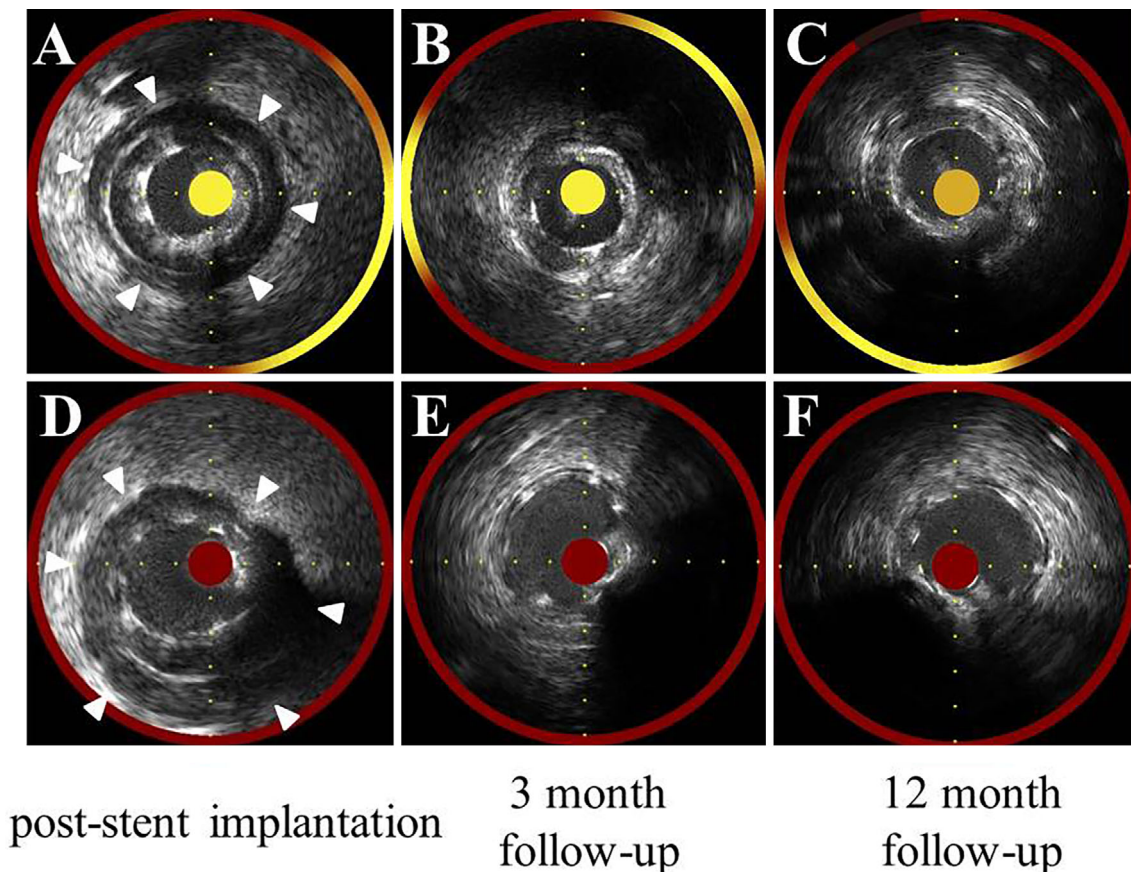 A
B
C
D
E
F
post-stent implantation
3 month
follow-up
12 month
follow-up